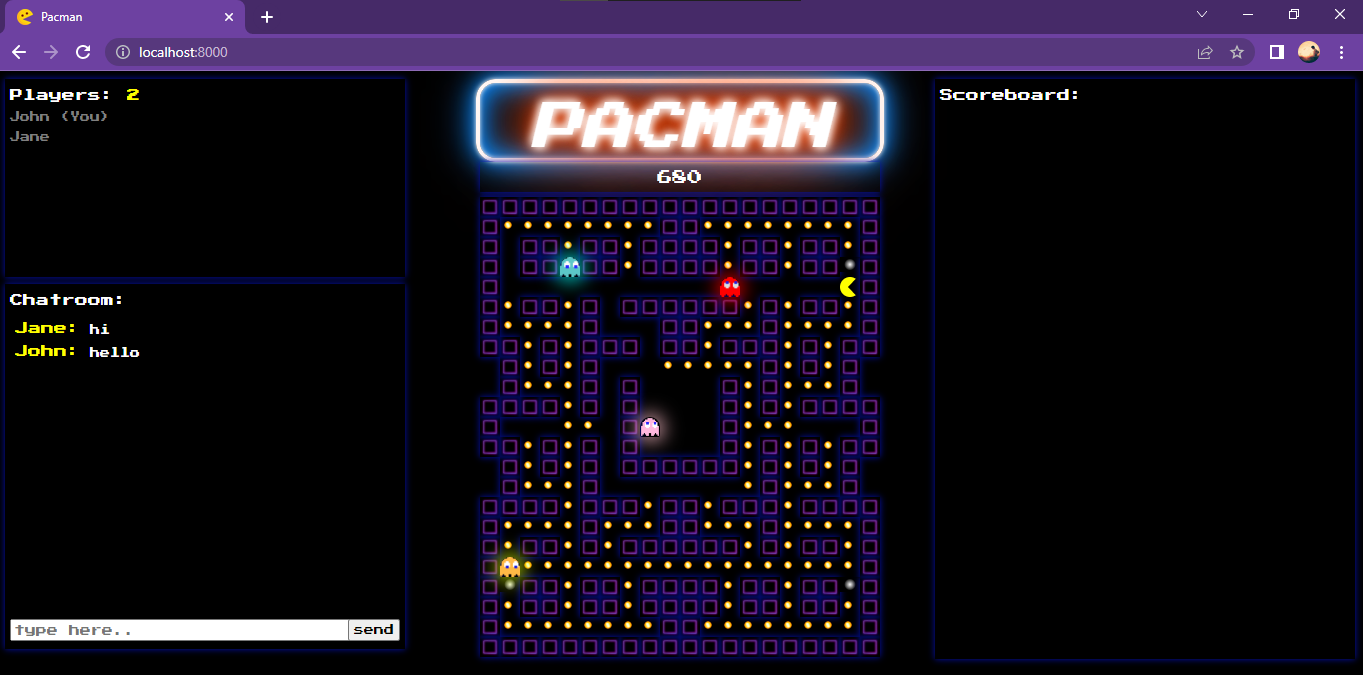 Pacman
localhost:8000
Players: 2
John (You)
Jane
Chatroom:
Jane: hi
John: hello
type here..
send
PACMAN
680
Scoreboard: